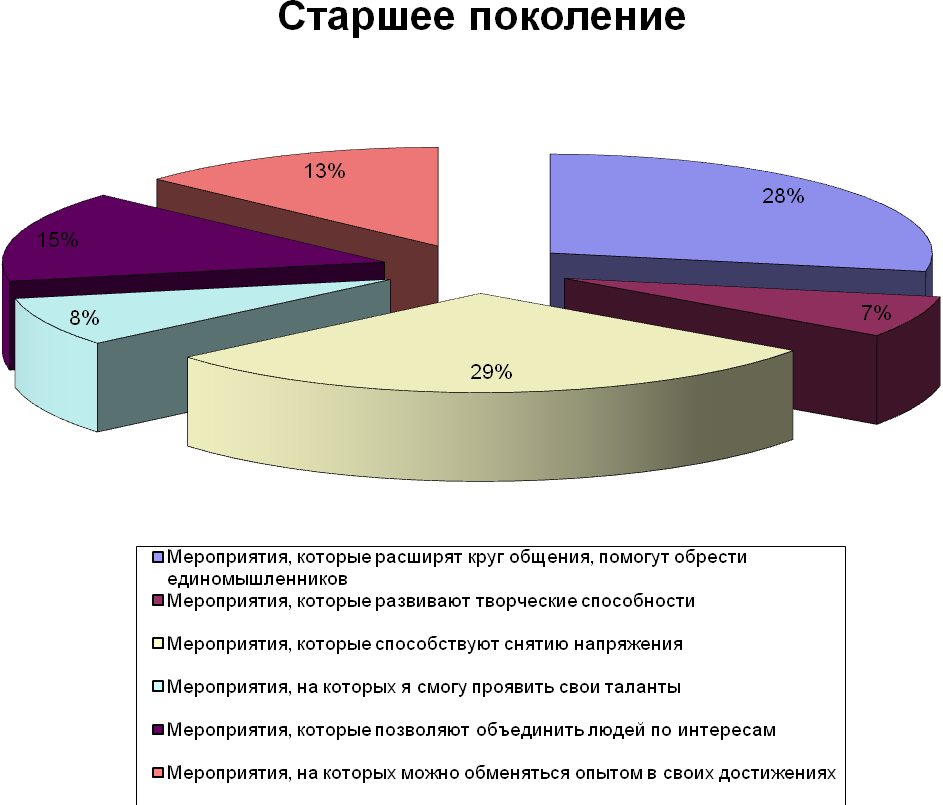 Старшее поколение
13%
28%
15%
8%
7%
29%
Мероприятия, которые расширят круг общения, помогут обрести
единомышленников
Мероприятия, которые развивают творческие способности
Мероприятия, которые способствуют снятию напряжения
Мероприятия, на которых я смогу проявить свои таланты
Мероприятия, которые позволяют объединить людей по интересам
Мероприятия, на которых можно обменяться опытом в своих достижениях